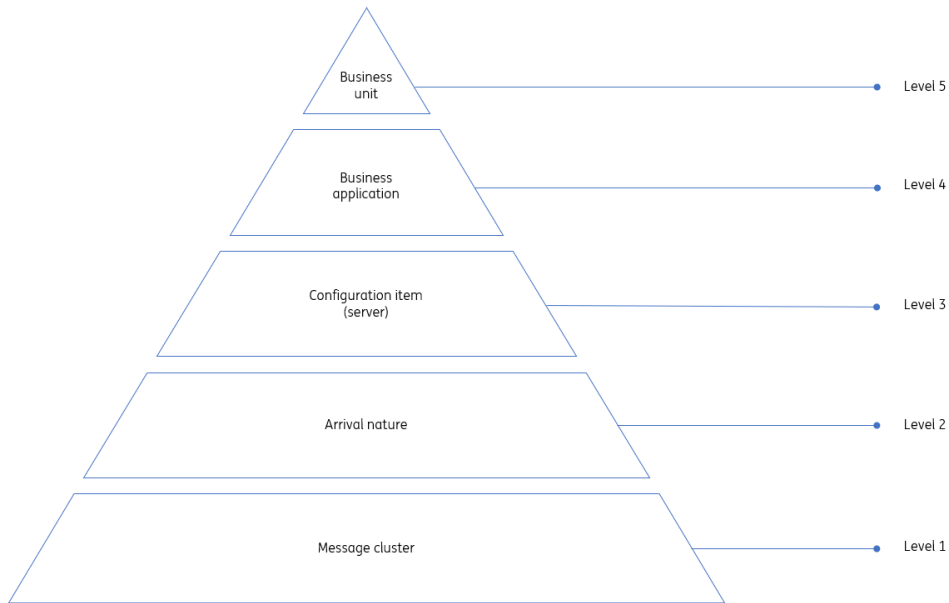 Business
unit
Level 5
Business
application
Level 4
Configuration item
(server)
Level 3
Arrival nature
Level 2
Message cluster
Level 1